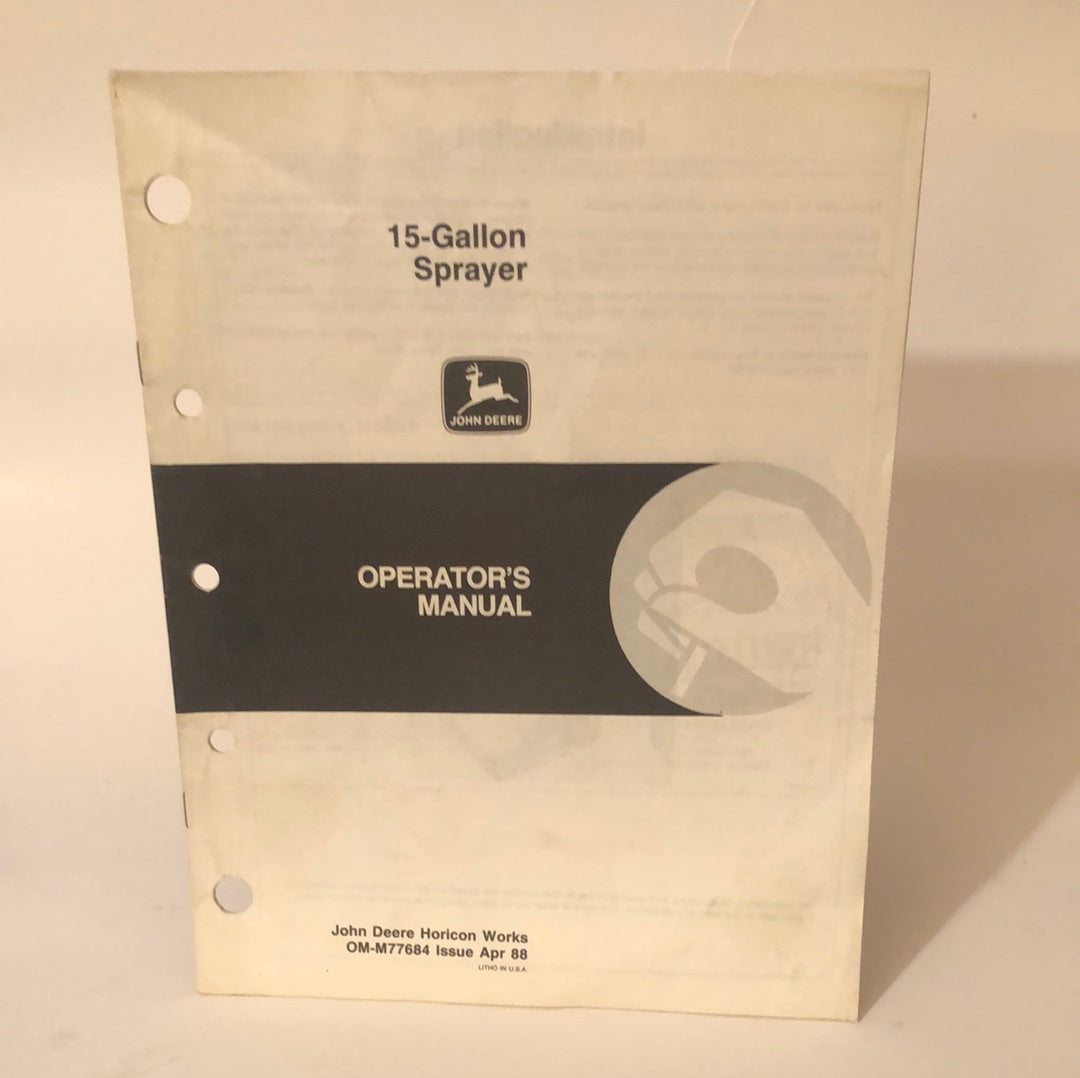 15-Gallon
Sprayer
JOHN DEERE
OPERATOR'S
MANUAL
John Deere Horicon Works
OM-M77684 Issue Apr 88
LITHO IN U.S.A.